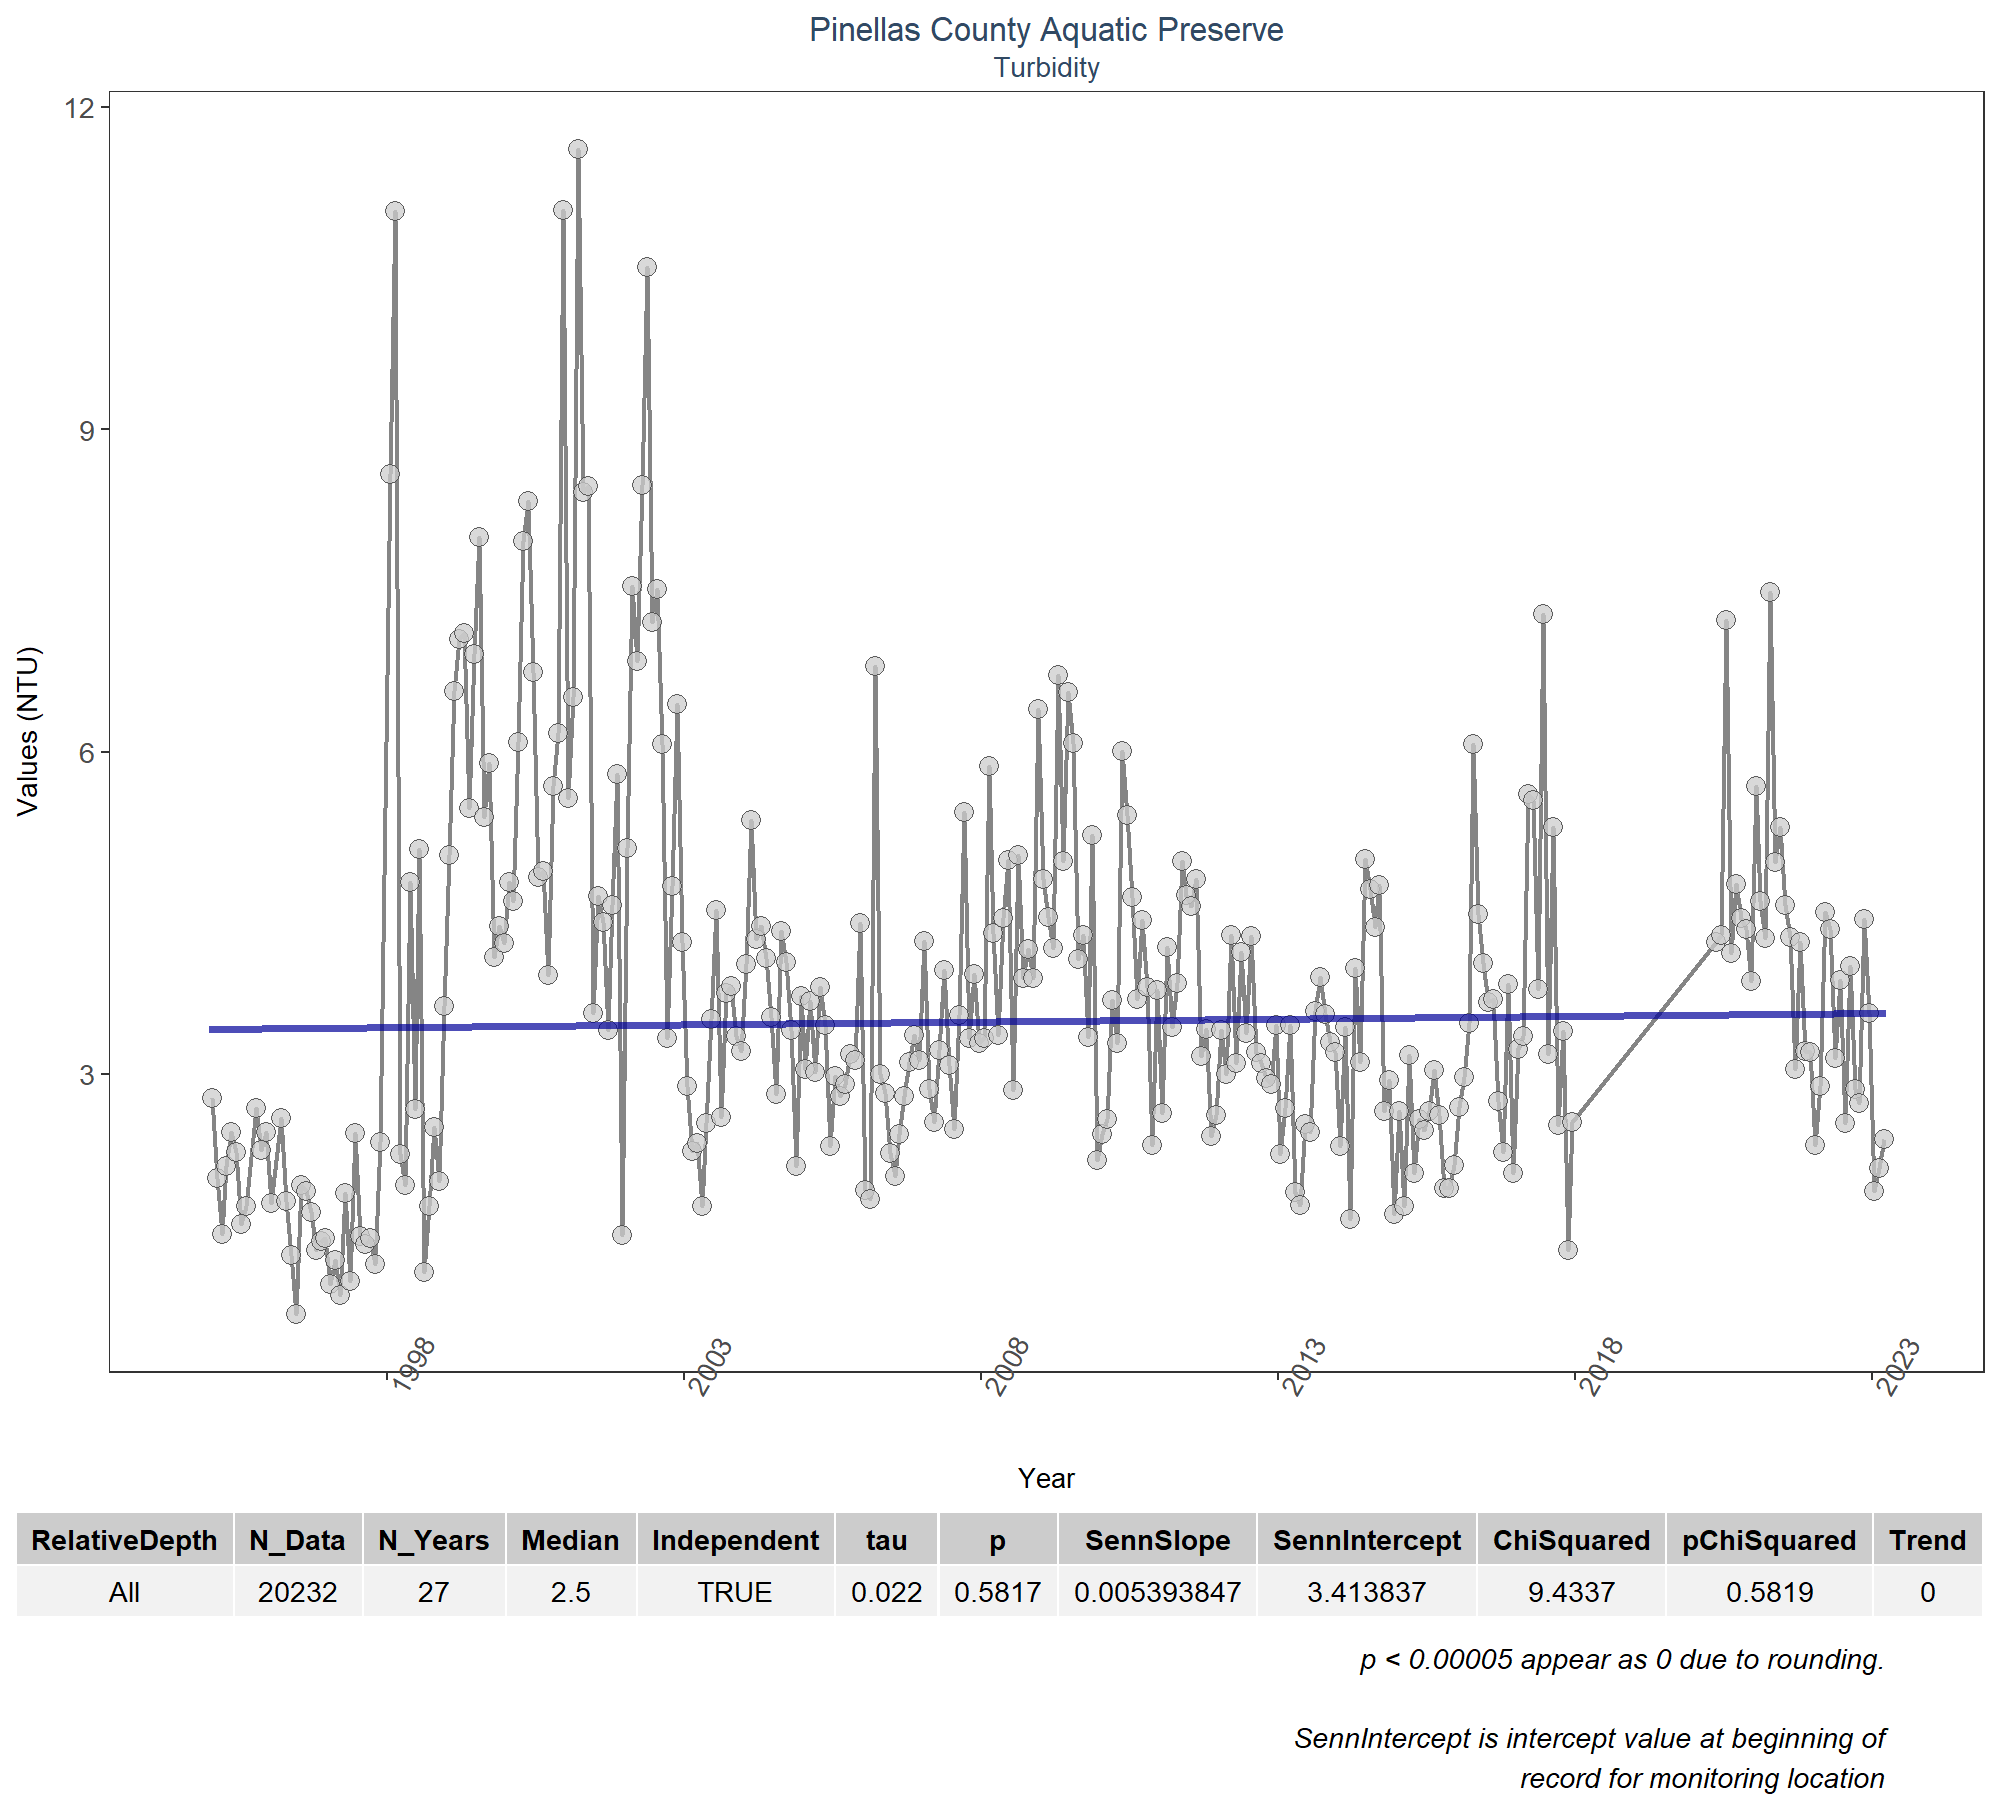 Pinellas County Aquatic Preserve
Turbidity
12
9
6
3
Values (NTU)
1998
2003
2008
2013
2018
2023
Year
RelativeDepth N_Data N_Years Median Independent tau p SennSlope SennIntercept ChiSquared pChiSquared Trend
All 20232 27 2.5 TRUE 0.022 0.5817 0.005393847 3.413837 9.4337 0.5819 0
p < 0.00005 appear as 0 due to rounding.
SennIntercept is intercept value at beginning of
record for monitoring location